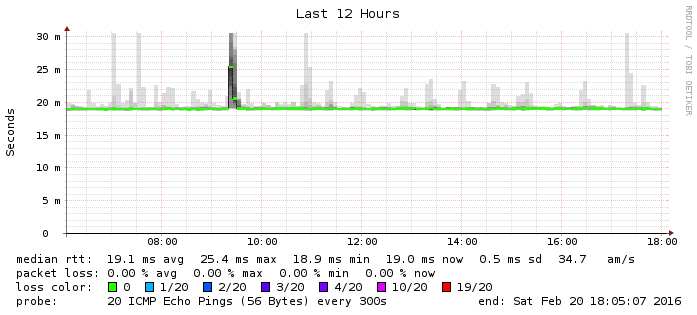 Last 12 Hours
RRDTOOL / TOBI OETIKER
Seconds
30 m
25 m
20 m
15 m
10 m
5 m
0
08:00 10:00 12:00 14:00 16:00 18:00
median rtt: 19.1 ms avg 25.4 ms max 18.9 ms min 19.0 ms now 0.5 ms sd 34.7 am/s
packet loss: 0.00 % avg 0.00 % max 0.00 % min 0.00 % now
loss color: 0 1/20 2/20 3/20 4/20 10/20 19/20
probe: 20 ICMP Echo Pings (56 Bytes) every 300s end: Sat Feb 20 18:05:07 2016